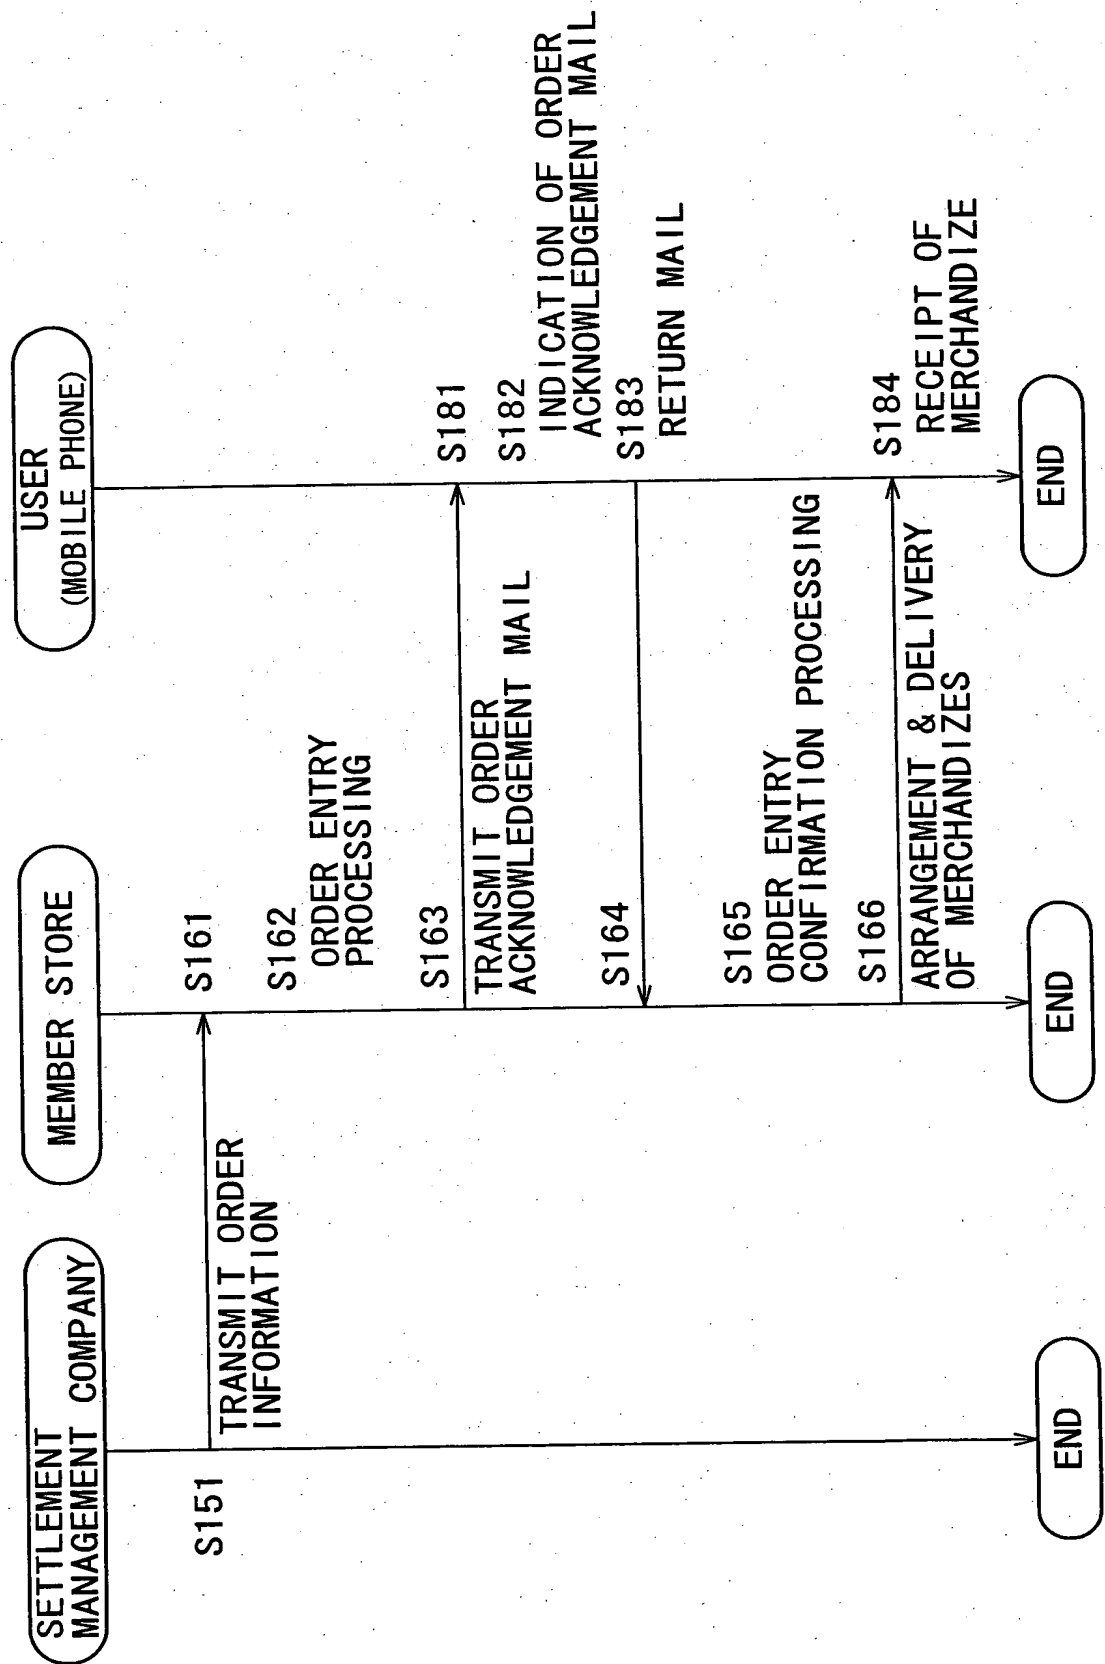 SETTLEMENT
MANAGEMENT COMPANY
MEMBER STORE
USER
(MOBILE PHONE)
S151
TRANSMIT ORDER
INFORMATION
S161
S162
ORDER ENTRY
PROCESSING
S163
TRANSMIT ORDER
ACKNOWLEDGEMENT MAIL
S181
S182
INDICATION OF ORDER
ACKNOWLEDGEMENT MAIL
S183
RETURN MAIL
S164
S165
ORDER ENTRY
CONFIRMATION PROCESSING
S166
ARRANGEMENT & DELIVERY
OF MERCHANDIZES
S184
RECEIPT OF
MERCHANDIZE
END
END
END